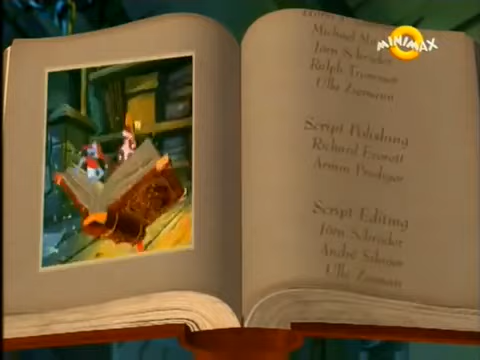 MINIMAX
Michael
Jörn Schröder
Ralph
Ulla Ziemann
Script Polishing
Richard Everett
Armin Prediger
Script Editing
Jörn Schröder
André Sikojev
Ulla Ziemann